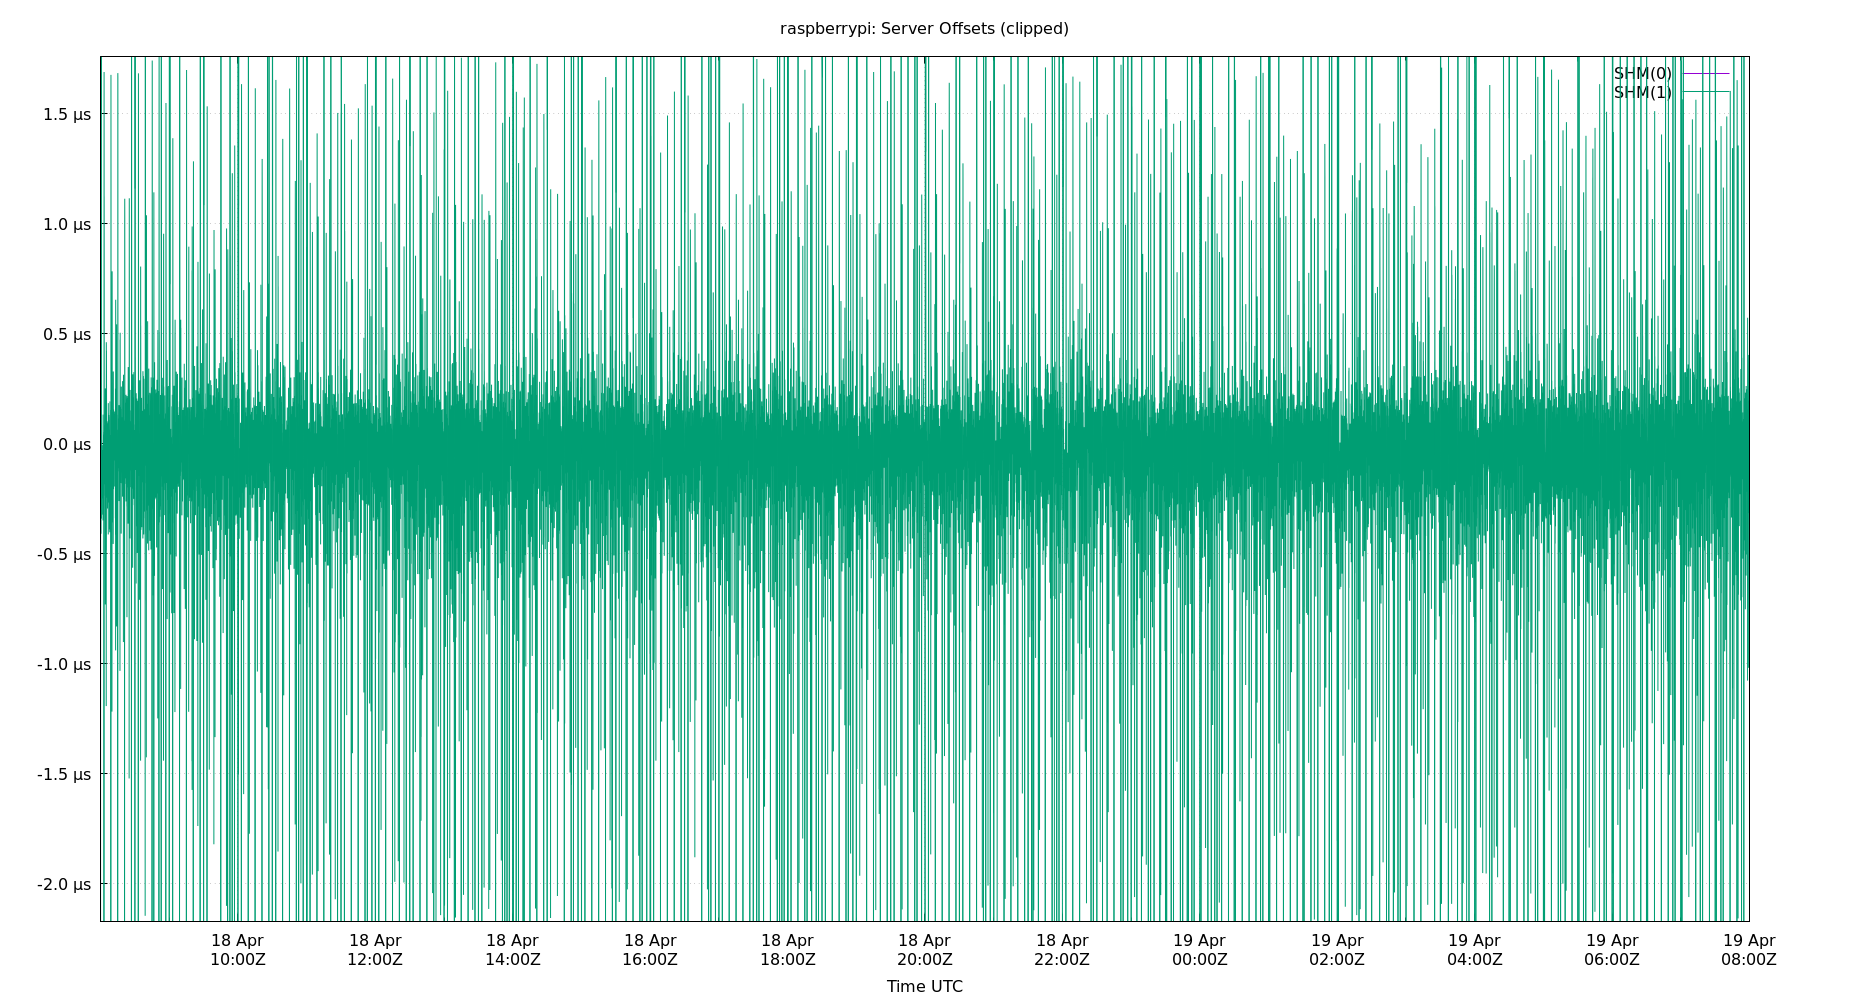 raspberrypi: Server Offsets (clipped)
SHM(0)
SHM(1)
1.5 µs
1.0 µs
0.5 µs
0.0 µs
-0.5 µs
-1.0 µs
-1.5 µs
-2.0 µs
18 Apr 18 Apr 18 Apr 18 Apr 18 Apr 18 Apr 18 Apr 19 Apr 19 Apr 19 Apr 19 Apr 19 Apr
10:00Z 12:00Z 14:00Z 16:00Z 18:00Z 20:00Z 22:00Z 00:00Z 02:00Z 04:00Z 06:00Z 08:00Z
Time UTC